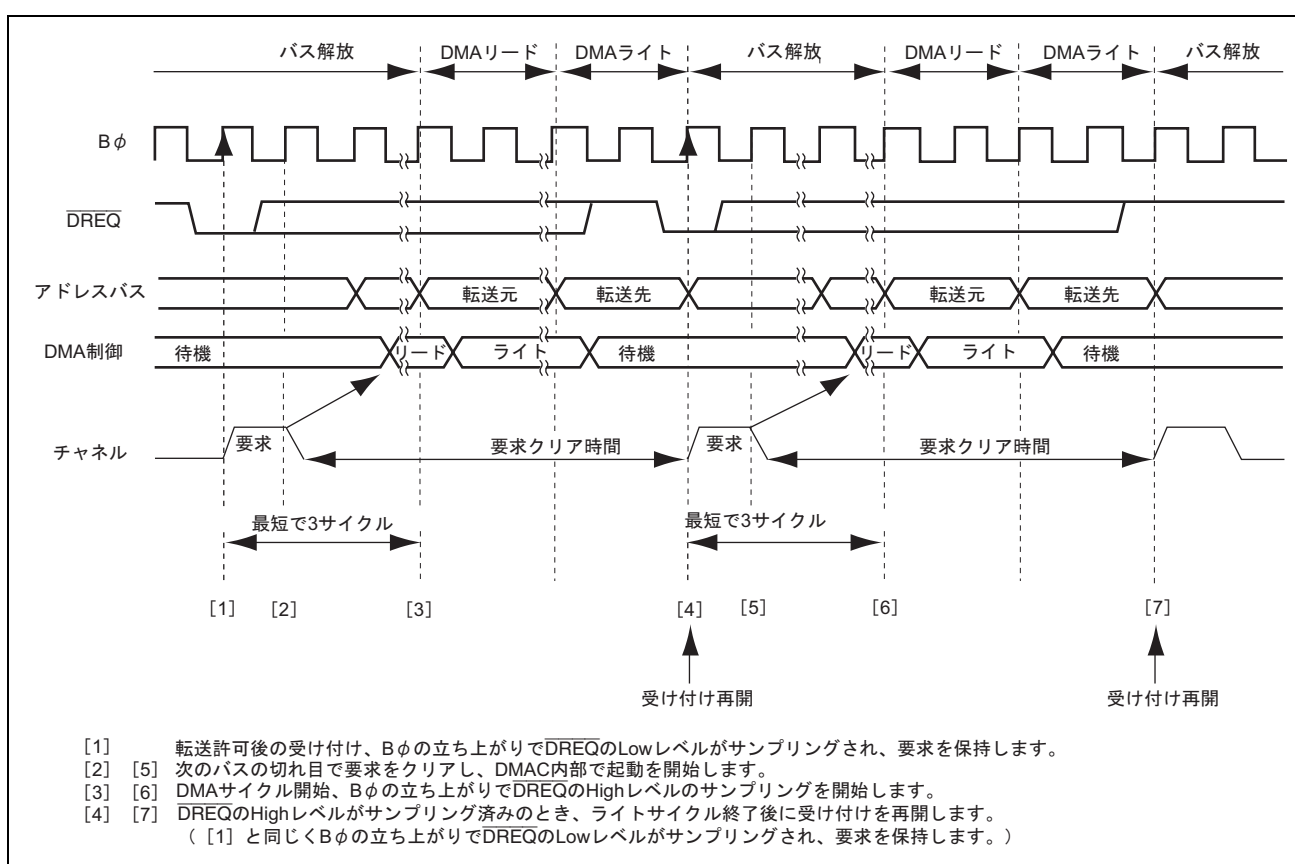 バス解放 DMAリード DMAライト バス解放 DMAリード DMAライト バス解放
Bφ
DREQ
アドレスバス 転送元 転送先 転送元 転送先
DMA制御 待機 リード ライト 待機 リード ライト 待機
チャネル 要求 要求クリア時間 要求 要求クリア時間
最短で3サイクル 最短で3サイクル
[1] [2] [3] [4] [5] [6] [7]
受け付け再開 受け付け再開
[1] 転送許可後の受け付け、Bφの立ち上がりでDREQのLowレベルがサンプリングされ、要求を保持します。
[2] [5] 次のバスの切れ目で要求をクリアし、DMAC内部で起動を開始します。
[3] [6] DMAサイクル開始、Bφの立ち上がりでDREQのHighレベルのサンプリングを開始します。
[4] [7] DREQのHighレベルがサンプリング済みのとき、ライトサイクル終了後に受け付けを再開します。
（[1]と同じくBφの立ち上がりでDREQのLowレベルがサンプリングされ、要求を保持します。）